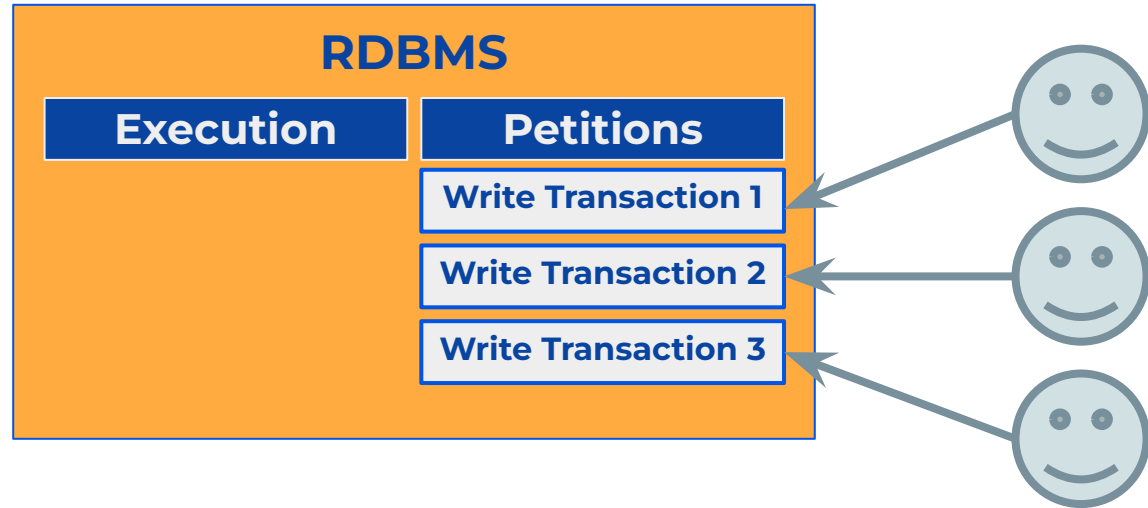 RDBMS
Execution
Petitions
Write Transaction 1
Write Transaction 2
Write Transaction 3